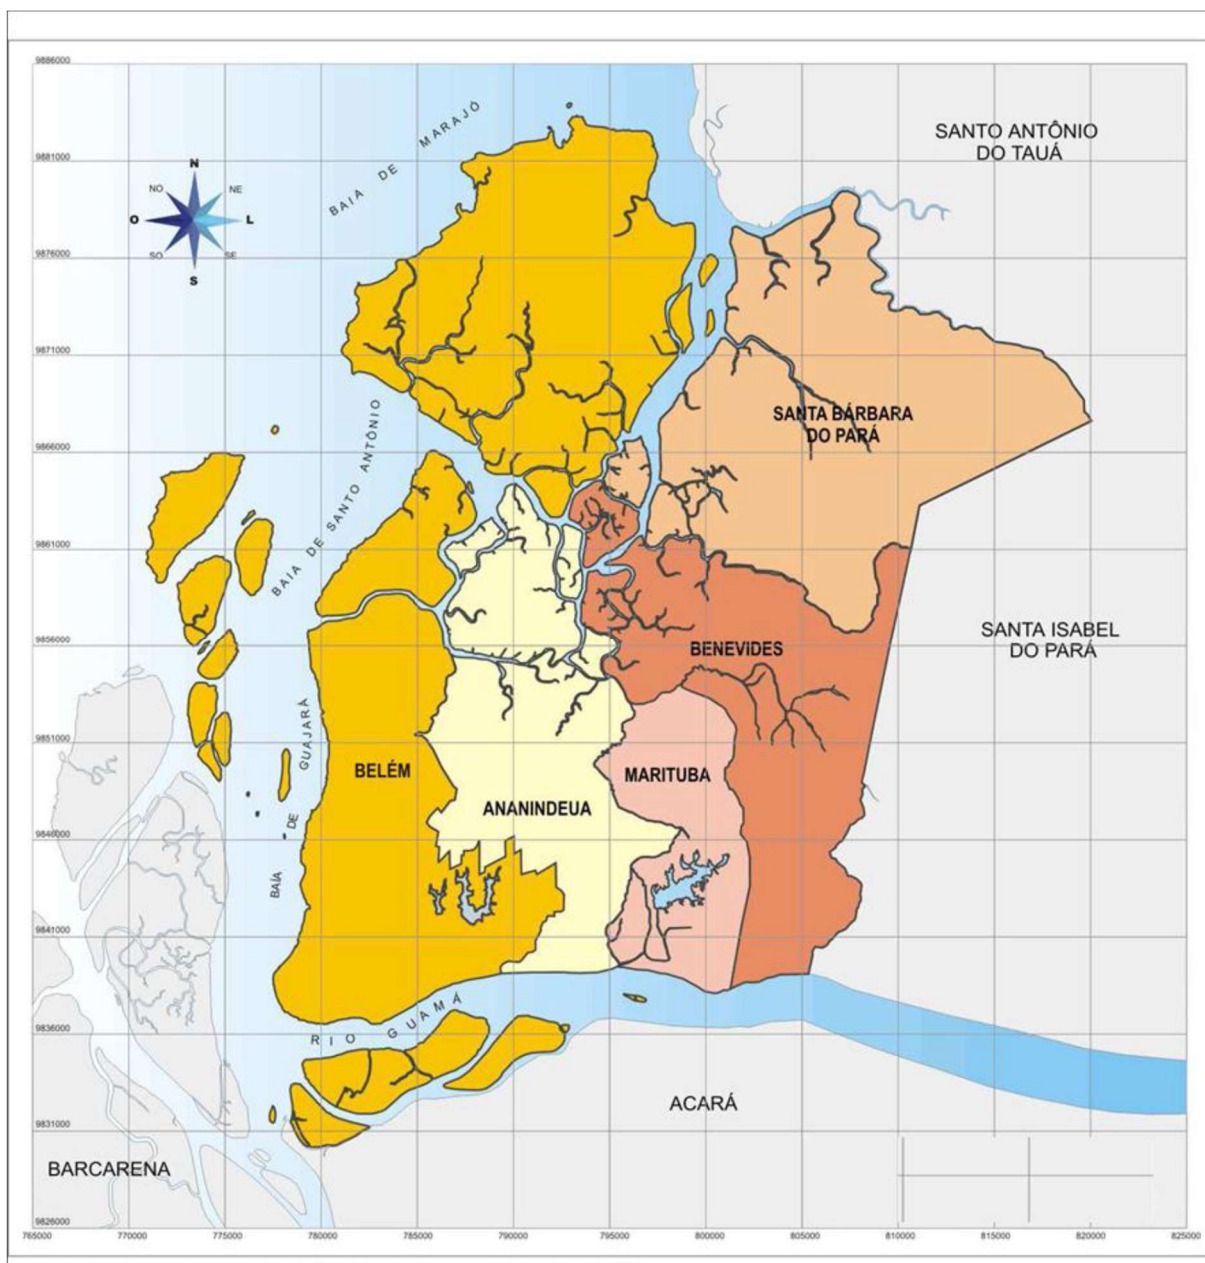 9886000
SANTO ANTÔNIO
DO TAUÁ
BAIA DE MARAJÓ
9881000
N
NO
NE
O
L
SO
SE
S
9876000
9871000
SANTA BÁRBARA
DO PARÁ
BAIA DE SANTO ANTÔNIO
9866000
9861000
SANTA ISABEL
DO PARÁ
9856000
BENEVIDES
BAÍA DE GUAJARÁ
9851000
BELÉM
MARITUBA
ANANINDEUA
9846000
9841000
RIO GUAMÁ
9836000
ACARÁ
9831000
BARCARENA
9826000
765000
770000
775000
780000
785000
790000
795000
800000
805000
810000
815000
820000
825000